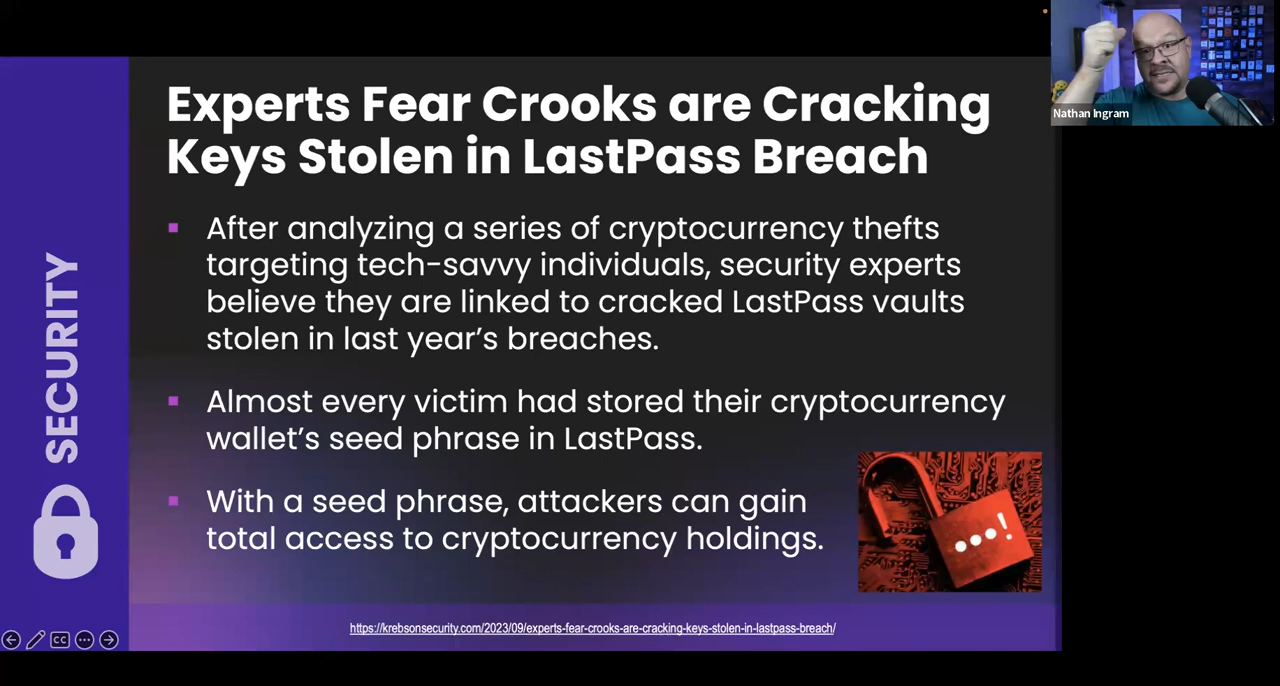 Experts Fear Crooks are Cracking
Keys Stolen in LastPass Breach
▪ After analyzing a series of cryptocurrency thefts
targeting tech-savvy individuals, security experts
believe they are linked to cracked LastPass vaults
stolen in last year’s breaches.
▪ Almost every victim had stored their cryptocurrency
wallet’s seed phrase in LastPass.
▪ With a seed phrase, attackers can gain
total access to cryptocurrency holdings.
SECURITY
https://krebsonsecurity.com/2023/09/experts-fear-crooks-are-cracking-keys-stolen-in-lastpass-breach/
CC
Nathan Ingram